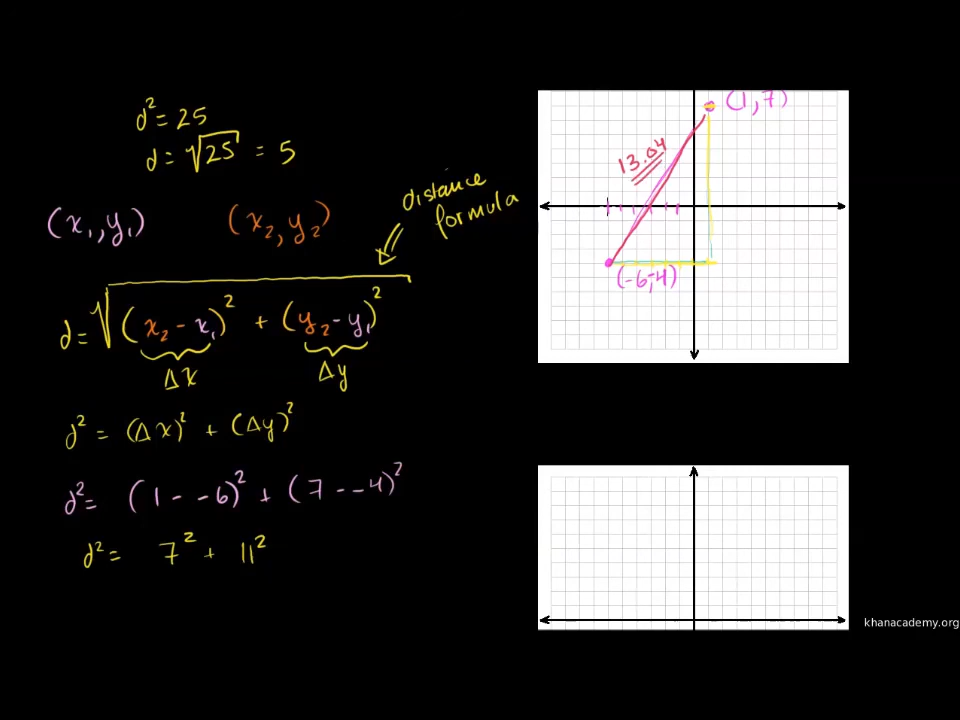 d² = 25
d = √25 = 5
distance formula
(x₁, y₁) (x₂, y₂)
d = √(x₂ - x₁)² + (y₂ - y₁)²
Δx Δy
d² = (Δx)² + (Δy)²
d² = (1 - -6)² + (7 - -4)²
d² = 7² + 11²
(1,7)
13.04
(-6,-4)
khanacademy.org